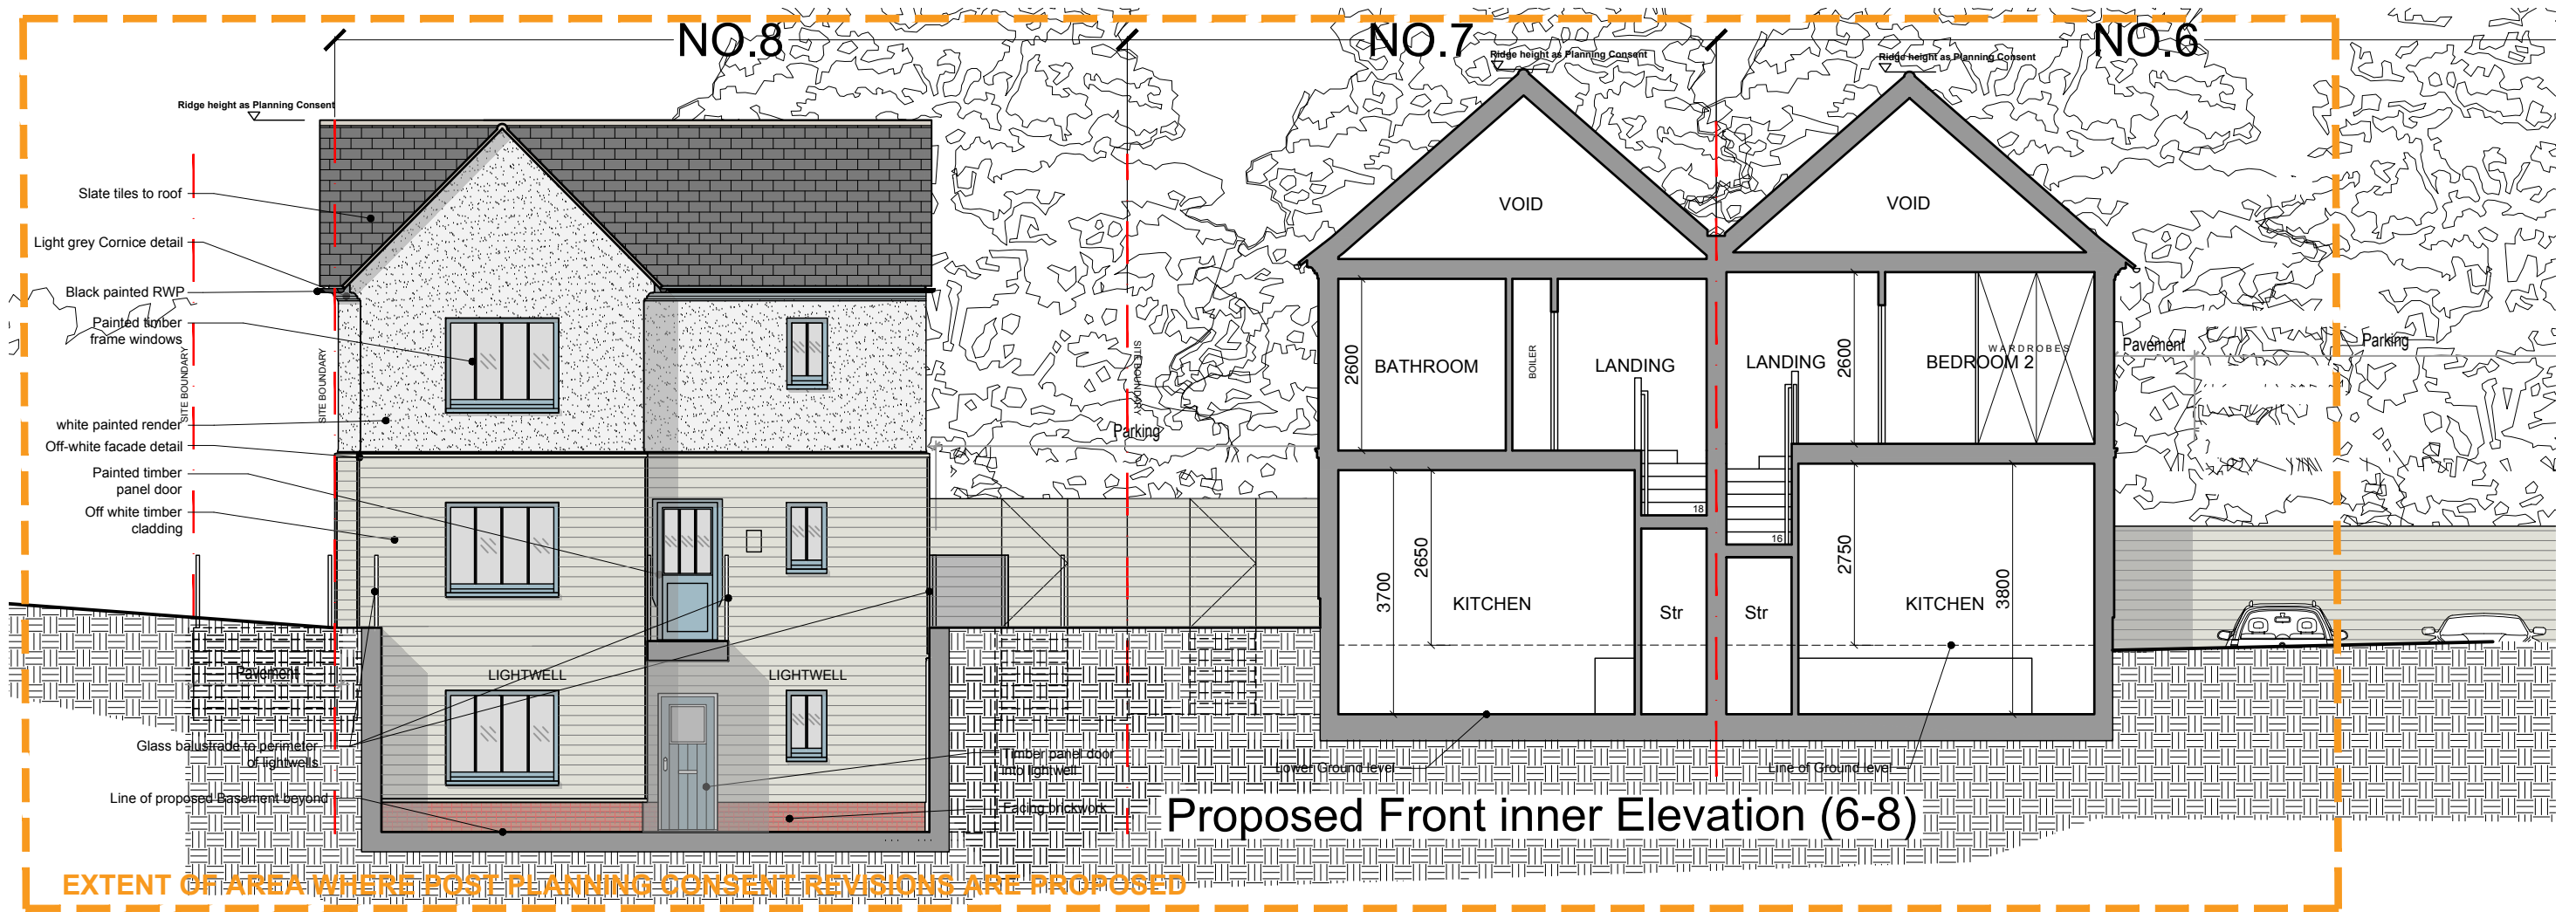 NO.8
NO.7
NO.6
Ridge height as Planning Consent
Ridge height as Planning Consent
Ridge height as Planning Consent
Slate tiles to roof
Light grey Cornice detail
Black painted RWP
Painted timber
frame windows
SITE BOUNDARY
SITE BOUNDARY
SITE BOUNDARY
white painted render
Off-white facade detail
Painted timber
panel door
Off white timber
cladding
Pavement
LIGHTWELL
LIGHTWELL
Glass balustrade to perimeter
of lightwells
Line of proposed Basement beyond
Timber panel door
into lightwell
Facing brickwork
Parking
VOID
VOID
2600
BATHROOM
BOILER
LANDING
LANDING
2600
BEDROOM 2
WARDROBES
Pavement
Parking
18
16
3700
2650
KITCHEN
Str
Str
2750
KITCHEN
3800
Lower Ground level
Line of Ground level
Proposed Front inner Elevation (6-8)
EXTENT OF AREA WHERE POST PLANNING CONSENT REVISIONS ARE PROPOSED